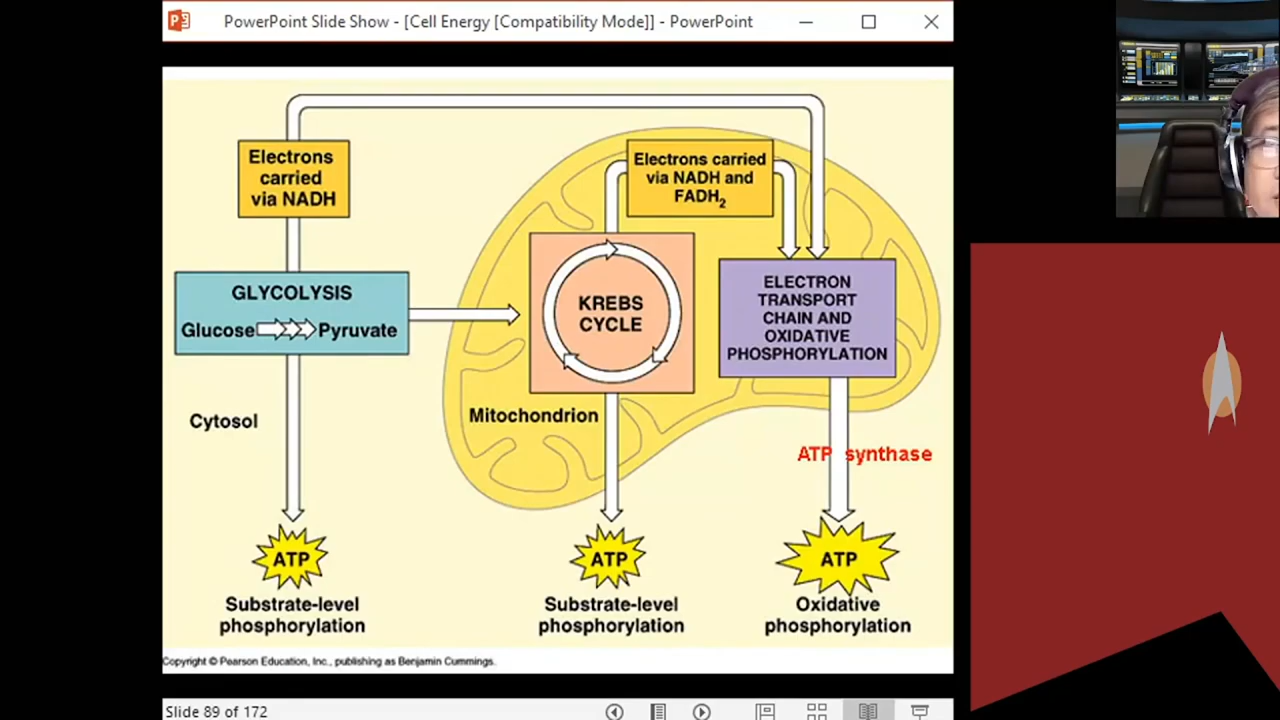 PowerPoint Slide Show - [Cell Energy [Compatibility Mode]] - PowerPoint
Electrons
carried
via NADH
Electrons carried
via NADH and
FADH₂
GLYCOLYSIS
Glucose Pyruvate
KREBS
CYCLE
ELECTRON
TRANSPORT
CHAIN AND
OXIDATIVE
PHOSPHORYLATION
Cytosol
Mitochondrion
ATP synthase
ATP
Substrate-level
phosphorylation
ATP
Substrate-level
phosphorylation
ATP
Oxidative
phosphorylation
Copyright © Pearson Education, Inc., publishing as Benjamin Cummings.
Slide 89 of 172